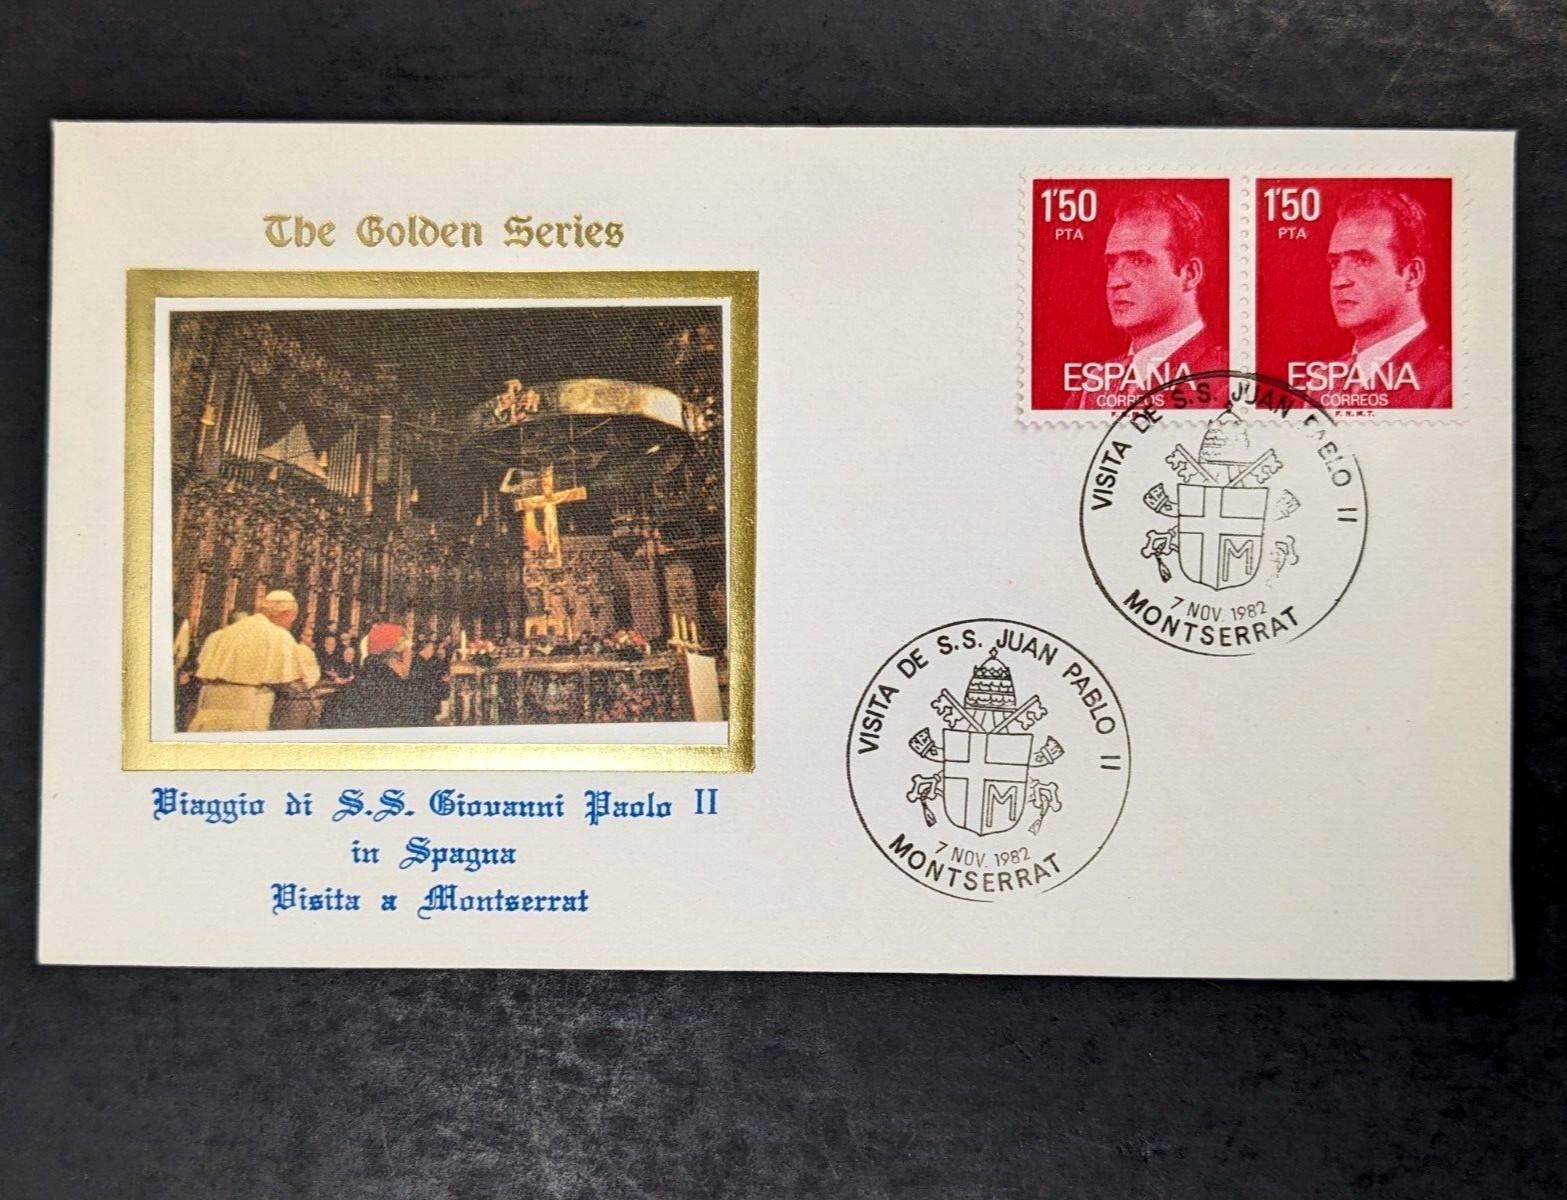 The Golden Series
Viaggio di S.S. Giovanni Paolo II
in Spagna
Visita a Montserrat
1'50
PTA
ESPAÑA
CORREOS
1'50
PTA
ESPAÑA
CORREOS
F.N.M.T.
VISITA DE S.S. JUAN PABLO II
M
7 NOV. 1982
MONTSERRAT
VISITA DE S.S. JUAN PABLO II
M
7 NOV. 1982
MONTSERRAT